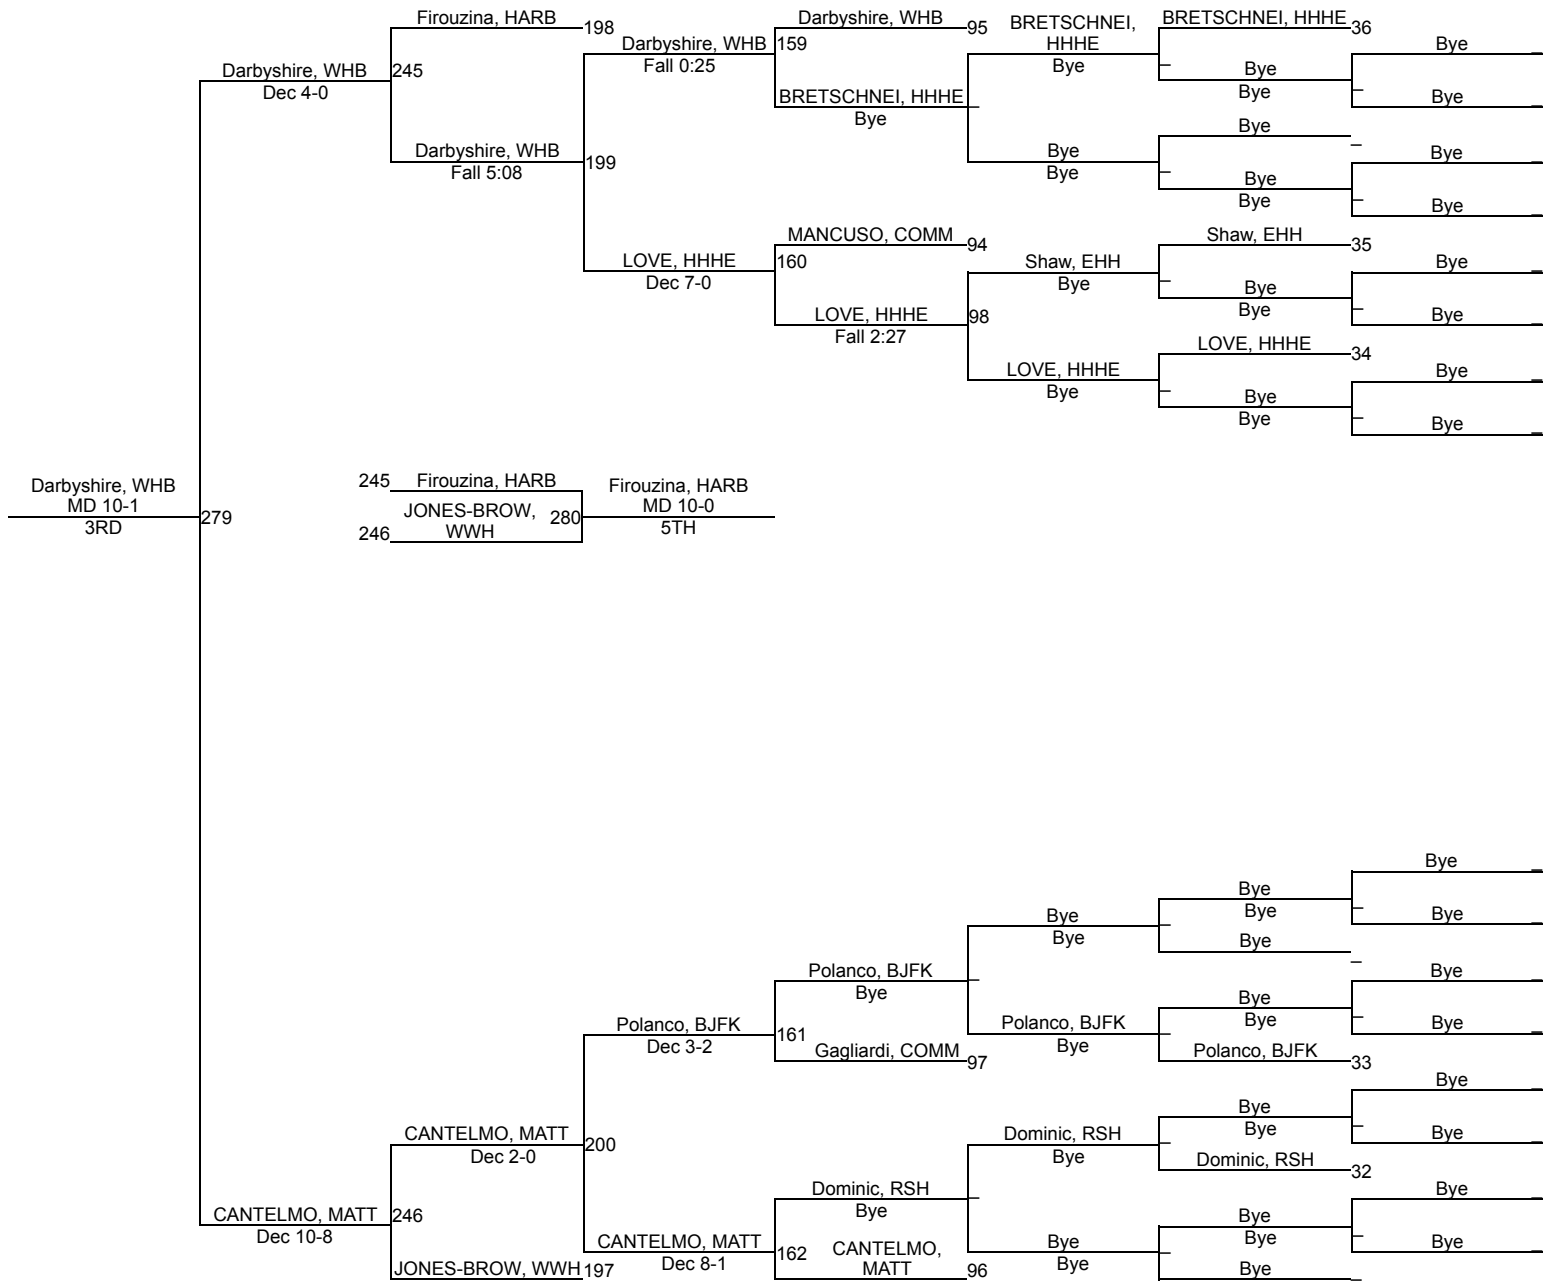 Firouzina, HARB
198
Darbyshire, WHB
95
BRETSCHNEI,
HHHE
Bye
BRETSCHNEI, HHHE
36
Bye
Darbyshire, WHB
Fall 0:25
159
Bye
Bye
Bye
Darbyshire, WHB
Dec 4-0
245
BRETSCHNEI, HHHE
Bye
Bye
Darbyshire, WHB
Fall 5:08
199
Bye
Bye
Bye
Bye
Bye
Bye
MANCUSO, COMM
94
Shaw, EHH
35
LOVE, HHHE
Dec 7-0
160
Shaw, EHH
Bye
Bye
Bye
Bye
Bye
LOVE, HHHE
Fall 2:27
98
LOVE, HHHE
34
LOVE, HHHE
Bye
Bye
Bye
Bye
Bye
Darbyshire, WHB
MD 10-1
3RD
279
245
Firouzina, HARB
JONES-BROW,
WWH
246
280
Firouzina, HARB
MD 10-0
5TH
Bye
Bye
Bye
Bye
Bye
Bye
Bye
Polanco, BJFK
Bye
Bye
Polanco, BJFK
Dec 3-2
161
Polanco, BJFK
Bye
Bye
Bye
Bye
Gagliardi, COMM
97
Polanco, BJFK
33
Bye
CANTELMO, MATT
Dec 2-0
200
Dominic, RSH
Bye
Bye
Bye
Bye
Dominic, RSH
32
Dominic, RSH
Bye
Bye
CANTELMO, MATT
Dec 10-8
246
CANTELMO, MATT
Dec 8-1
162
CANTELMO,
MATT
96
Bye
Bye
Bye
Bye
Bye
JONES-BROW, WWH
197
Bye